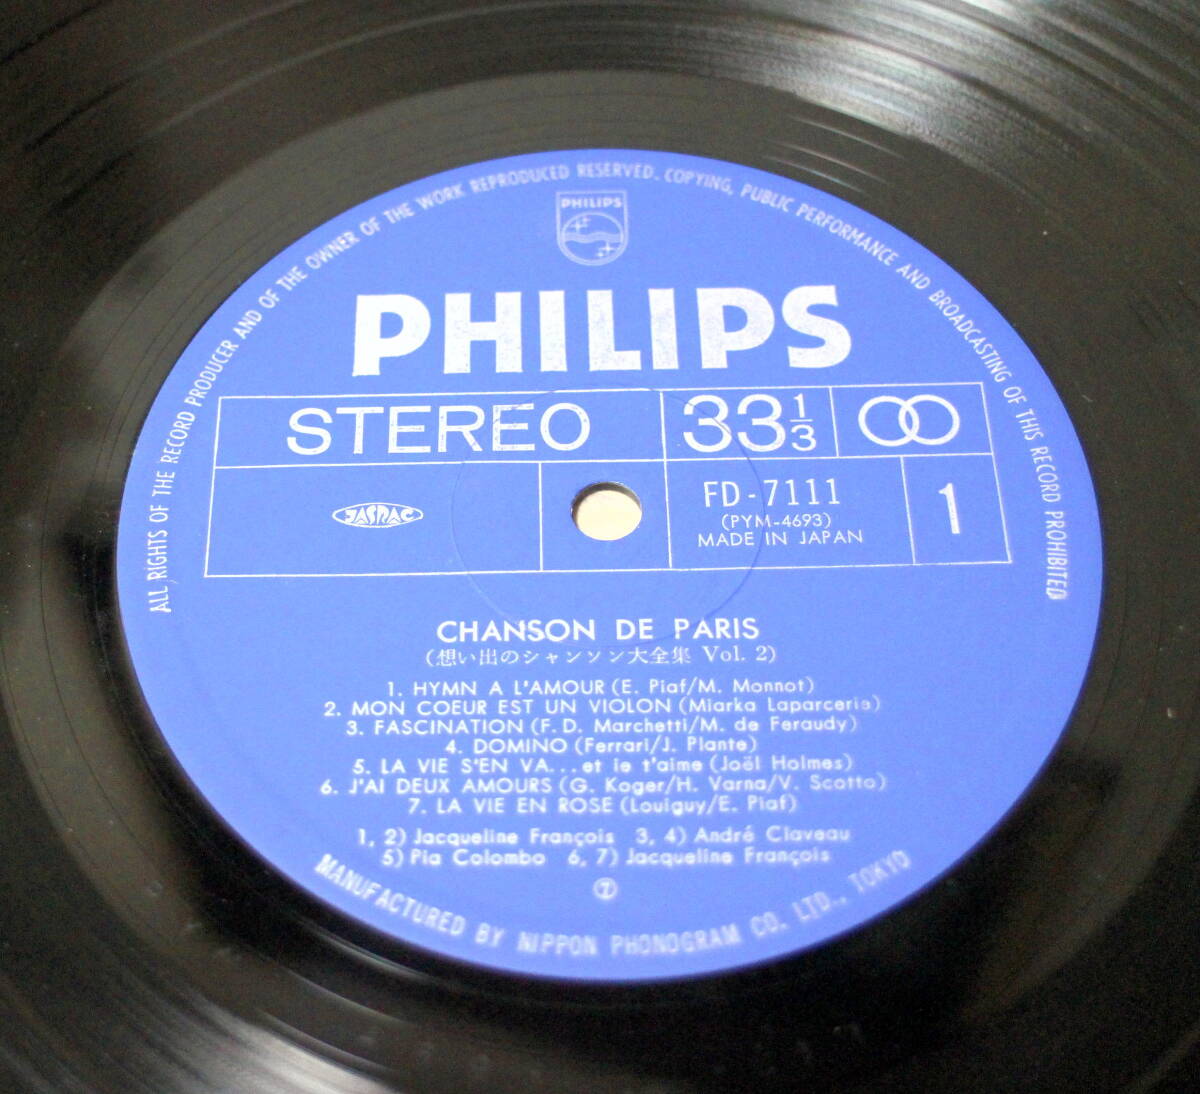 ALL RIGHTS OF THE RECORD PRODUCER AND OF THE OWNER OF THE WORK REPRODUCED RESERVED. COPYING, PUBLIC PERFORMANCE AND BROADCASTING OF THIS RECORD PROHIBITED
PHILIPS
PHILIPS
STEREO 33 1/3
JASRAC FD-7111 1
(PYM-4693)
MADE IN JAPAN
CHANSON DE PARIS
(想い出のシャンソン大全集 Vol. 2)
1. HYMN A L'AMOUR (E. Piaf/M. Monnot)
2. MON COEUR EST UN VIOLON (Miarka Laparcerie)
3. FASCINATION (F. D. Marchetti/M. de Feraudy)
4. DOMINO (Ferrari/J. Plante)
5. LA VIE S'EN VA...et ie t'aime (Joël Holmes)
6. J'AI DEUX AMOURS (G. Koger/H. Varna/V. Scotto)
7. LA VIE EN ROSE (Louiguy/E. Piaf)
1, 2) Jacqueline François 3, 4) André Claveau
5) Pia Colombo 6, 7) Jacqueline François
MANUFACTURED BY NIPPON PHONOGRAM CO. LTD., TOKYO